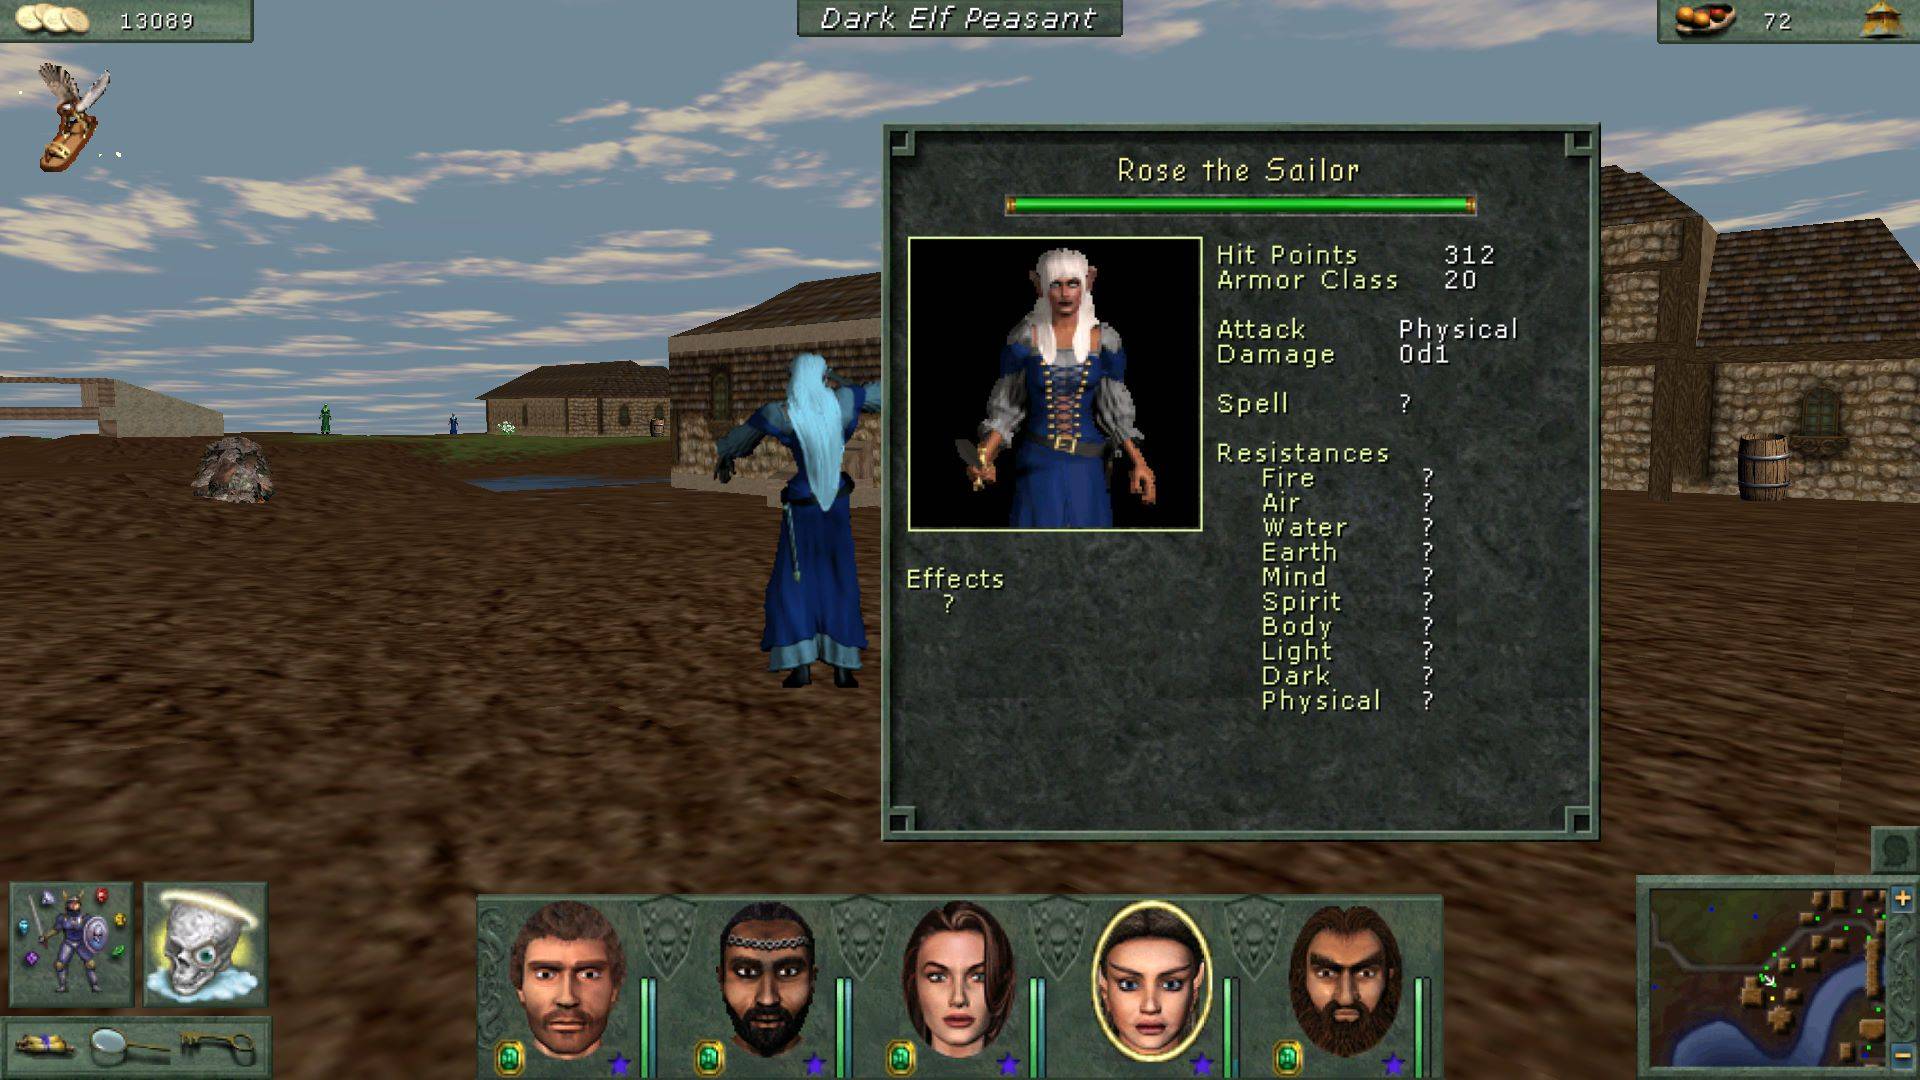 13089
Dark Elf Peasant
72
Rose the Sailor
Hit Points 312
Armor Class 20
Attack Physical
Damage 0d1
Spell ?
Resistances
Fire ?
Air ?
Water ?
Earth ?
Mind ?
Spirit ?
Body ?
Light ?
Dark ?
Physical ?
Effects
?